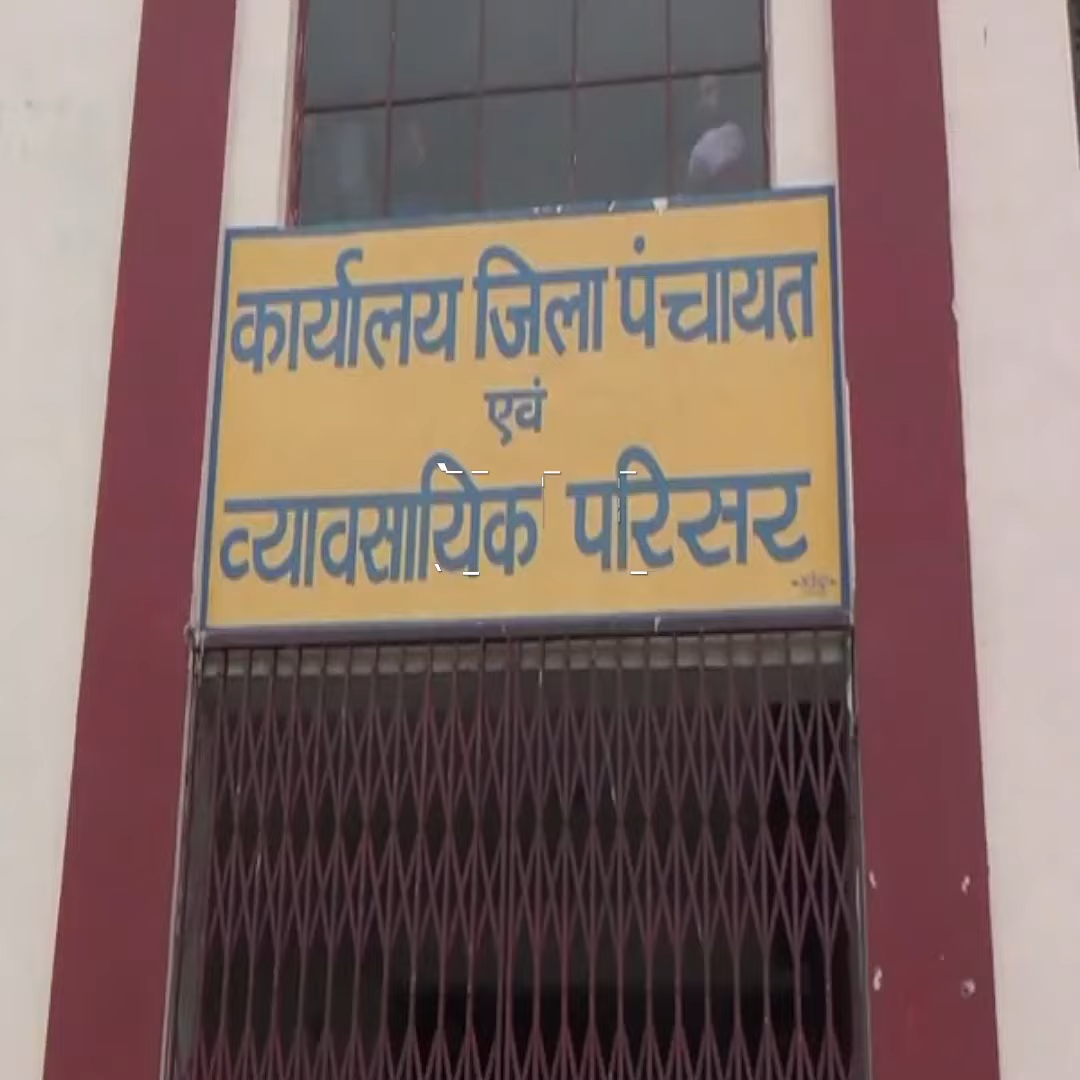 कार्यालय जिला पंचायत
एवं
व्यावसायिक परिसर